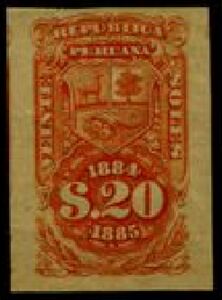 REPUBLICA
PERUANA
VEINTE
SOLES
1884
S.20
1885